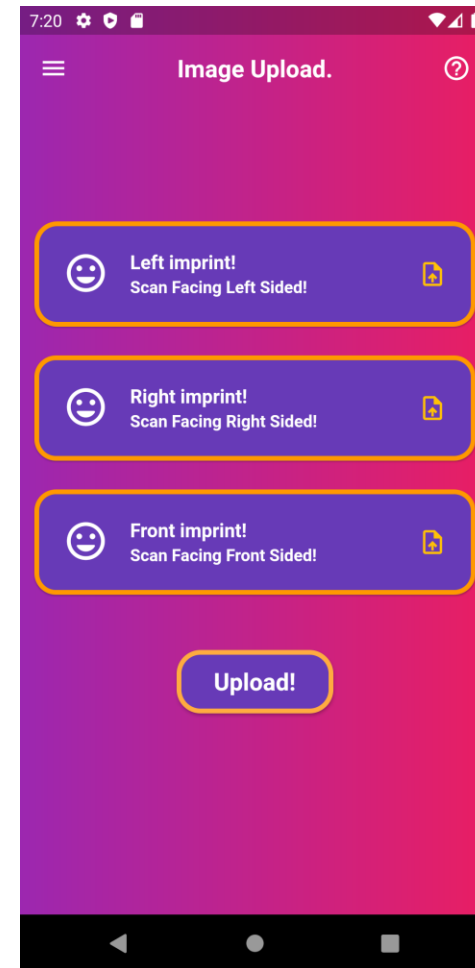 7:20
Image Upload.
Left imprint!
Scan Facing Left Sided!
Right imprint!
Scan Facing Right Sided!
Front imprint!
Scan Facing Front Sided!
Upload!